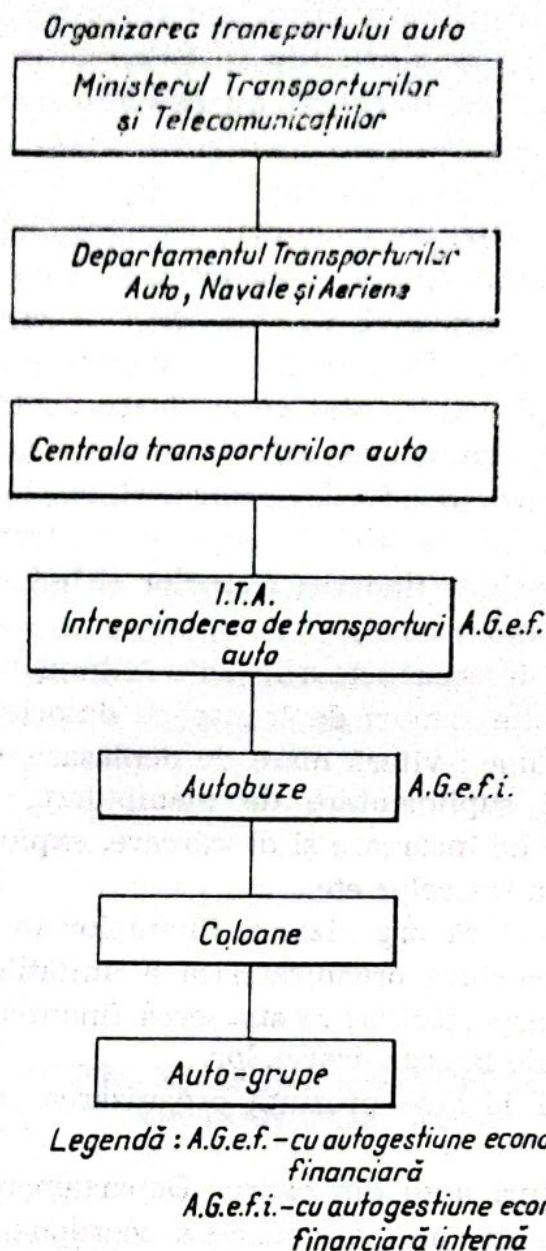 Organizarea transportului auto
Ministerul Transporturilor
și Telecomunicațiilor
Departamentul Transporturilor
Auto, Navale și Aeriene
Centrala transporturilor auto
I.T.A.
Intreprinderea de transporturi A.G.e.f.
auto
Autobuze A.G.e.f.i.
Coloane
Auto-grupe
Legendă : A.G.e.f. – cu autogestiune econo
financiară
A.G.e.f.i. – cu autogestiune econ
financiară internă